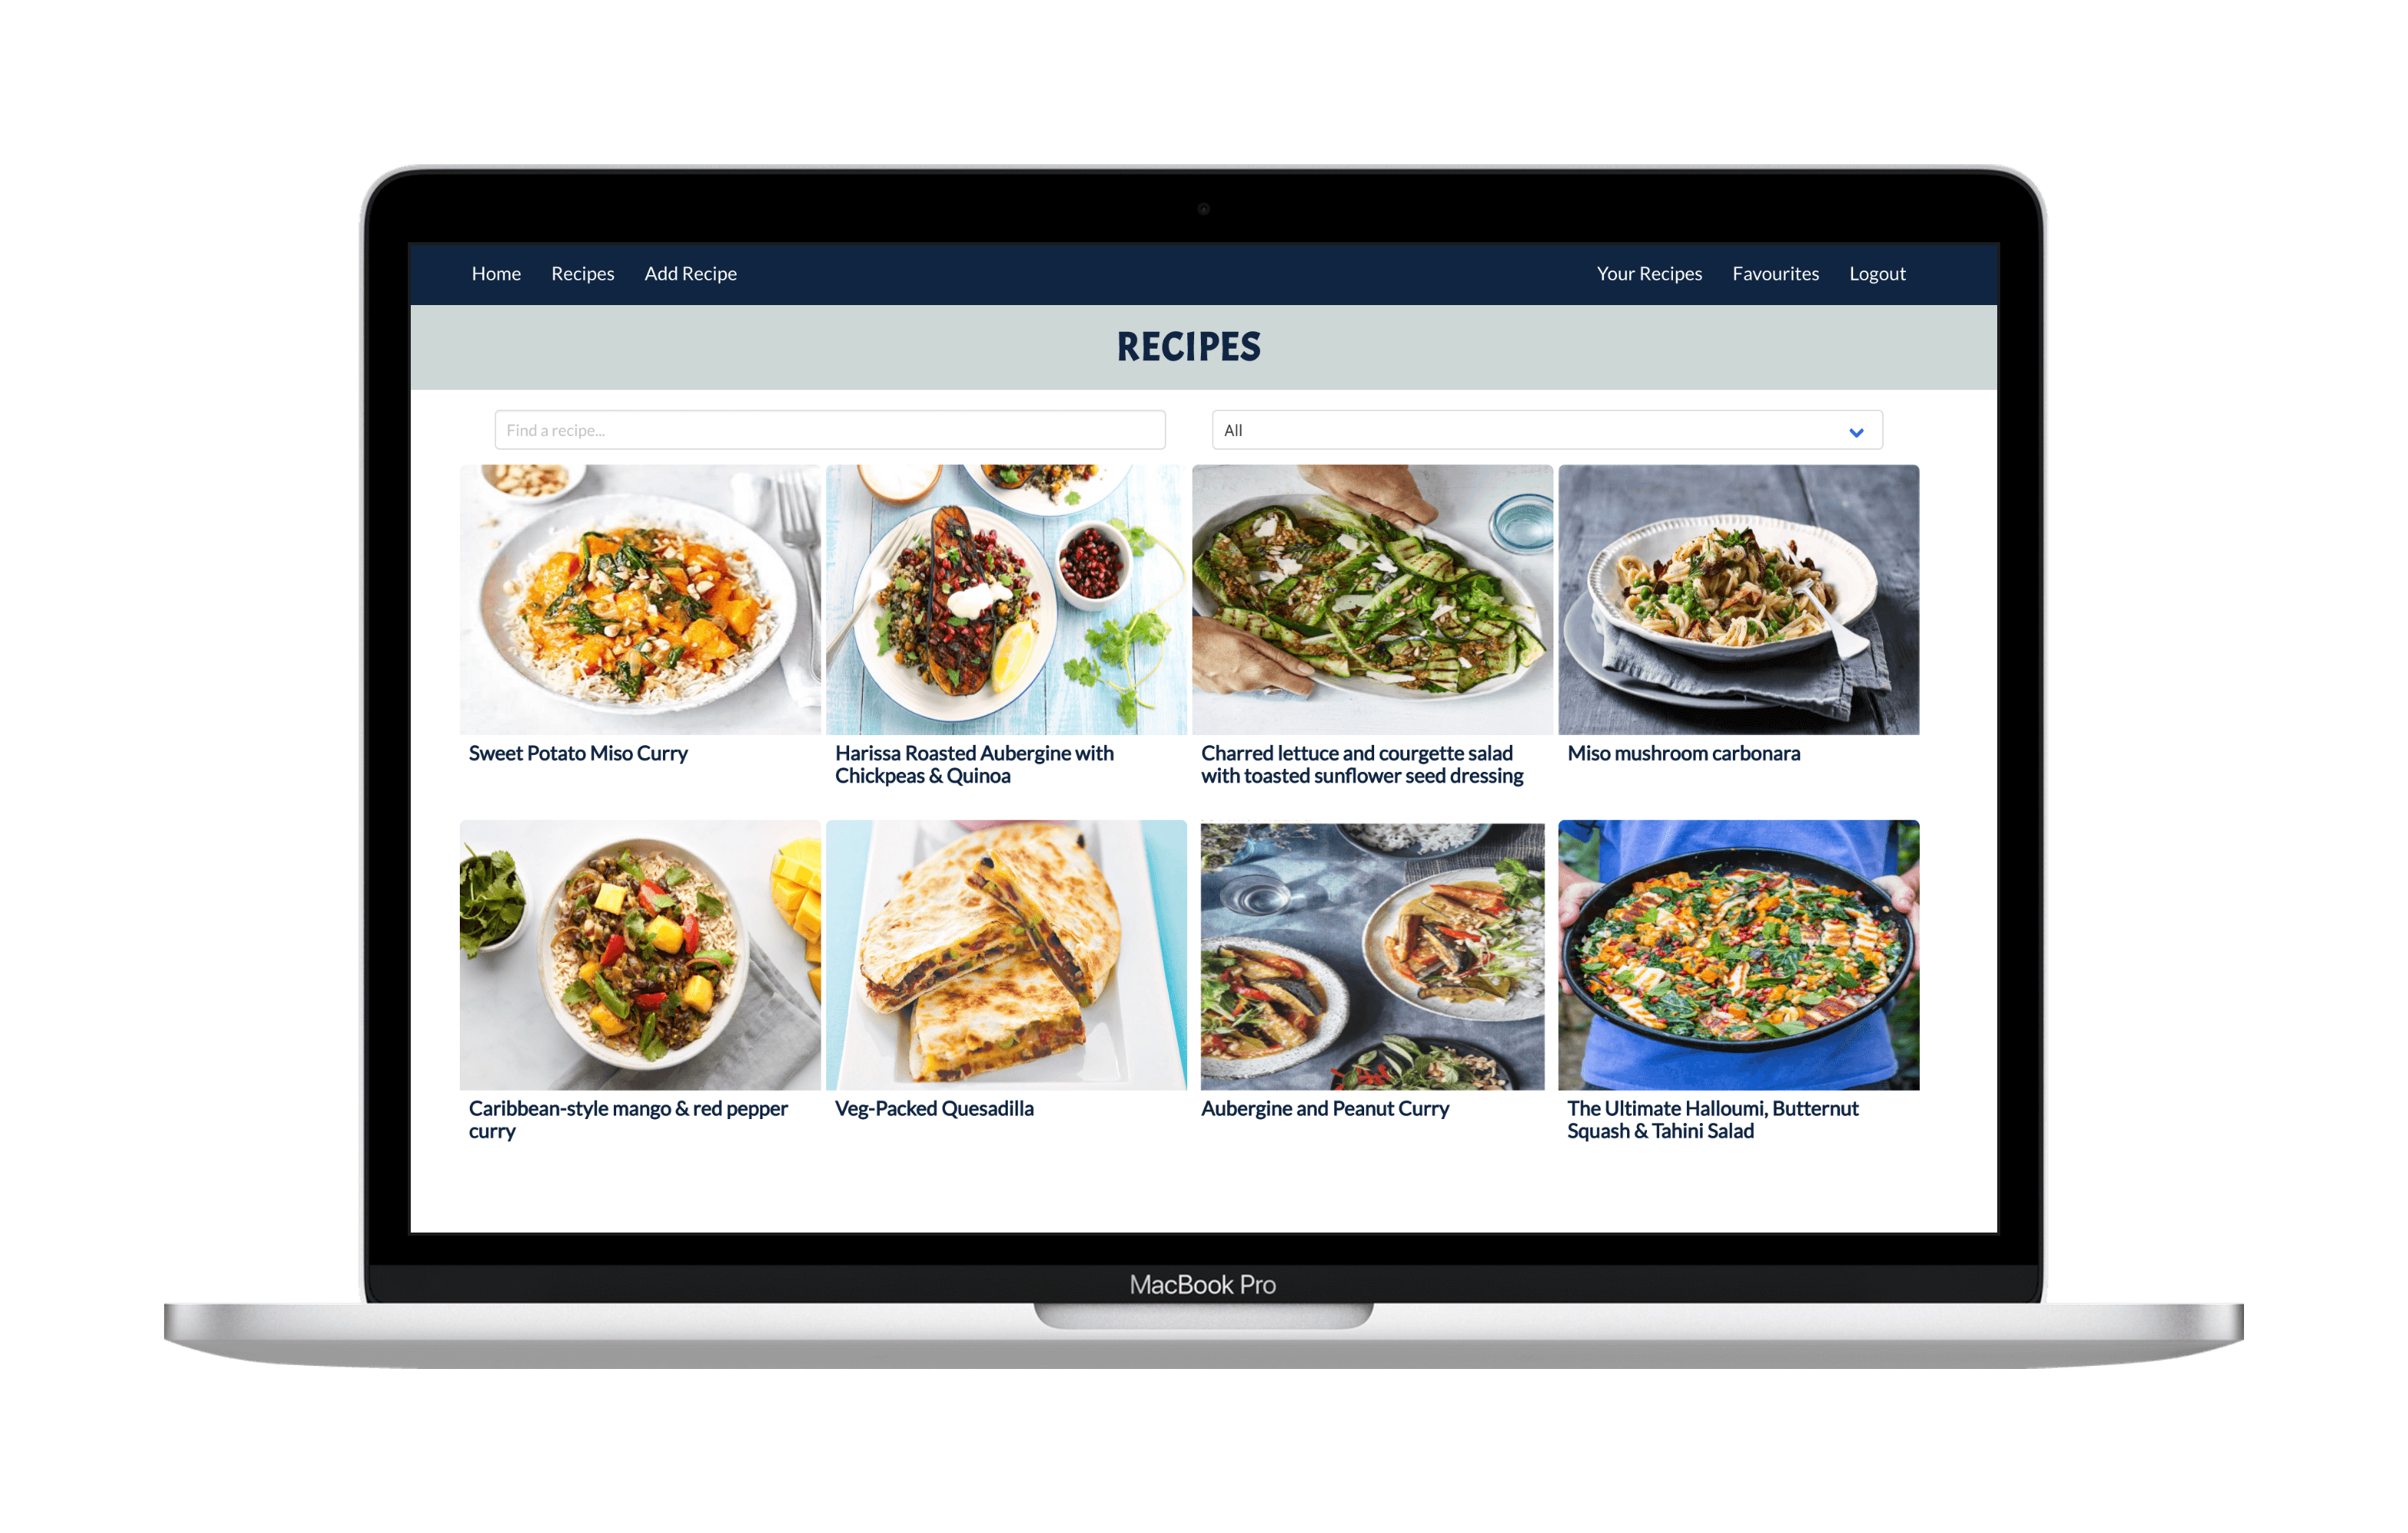 Home Recipes Add Recipe Your Recipes Favourites Logout
RECIPES
Find a recipe... All
Sweet Potato Miso Curry
Harissa Roasted Aubergine with
Chickpeas & Quinoa
Charred lettuce and courgette salad
with toasted sunflower seed dressing
Miso mushroom carbonara
Caribbean-style mango & red pepper
curry
Veg-Packed Quesadilla
Aubergine and Peanut Curry
The Ultimate Halloumi, Butternut
Squash & Tahini Salad
MacBook Pro